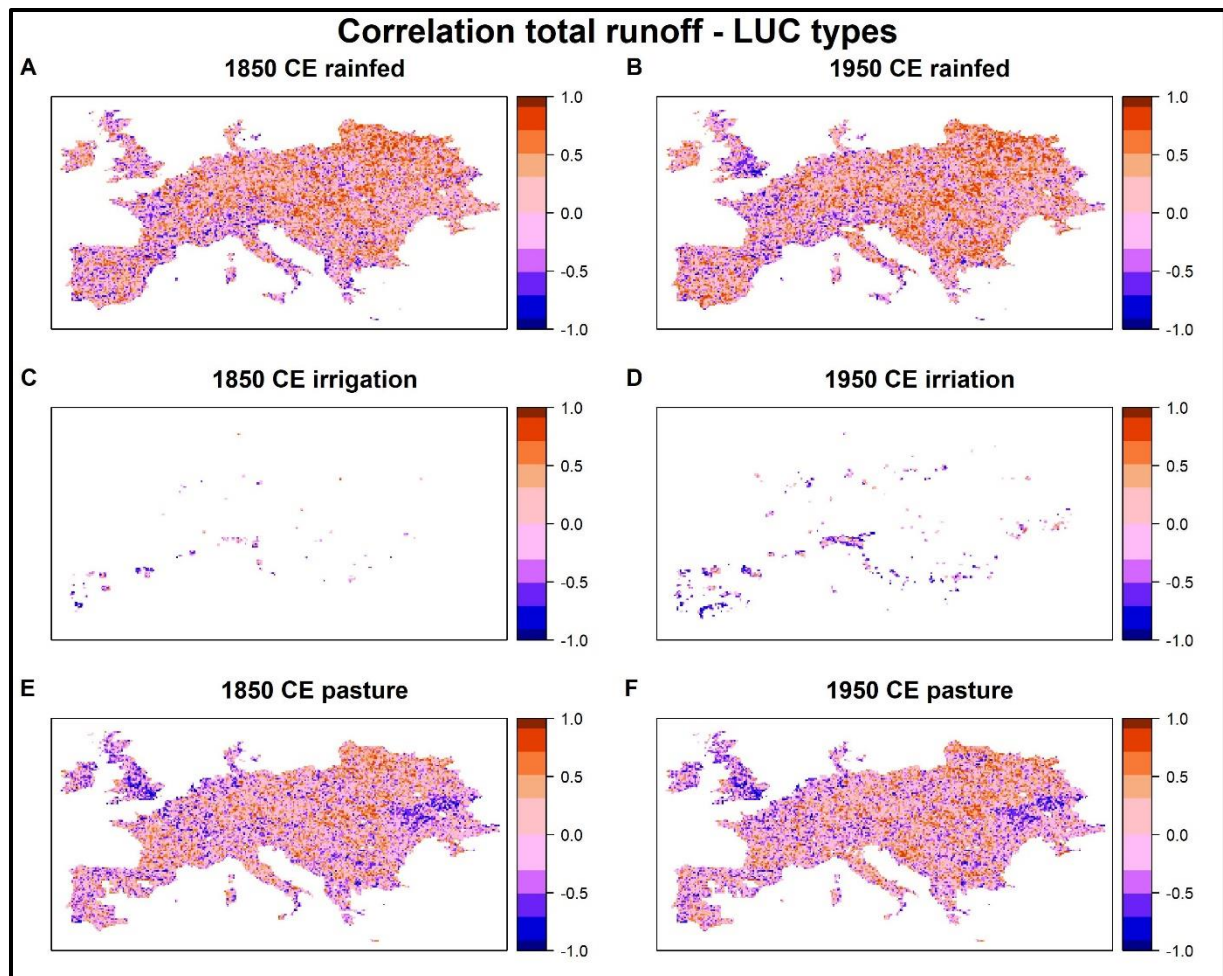 Correlation total runoff - LUC types
A
1850 CE rainfed
1.0
0.5
0.0
-0.5
-1.0
B
1950 CE rainfed
1.0
0.5
0.0
-0.5
-1.0
C
1850 CE irrigation
1.0
0.5
0.0
-0.5
-1.0
D
1950 CE irriation
1.0
0.5
0.0
-0.5
-1.0
E
1850 CE pasture
1.0
0.5
0.0
-0.5
-1.0
F
1950 CE pasture
1.0
0.5
0.0
-0.5
-1.0